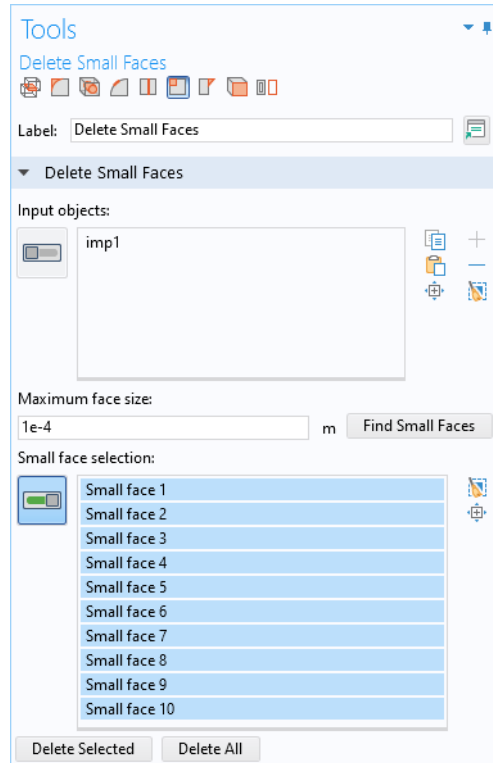 Tools
Delete Small Faces
Label: Delete Small Faces
Delete Small Faces
Input objects:
imp1
Maximum face size:
1e-4 m Find Small Faces
Small face selection:
Small face 1
Small face 2
Small face 3
Small face 4
Small face 5
Small face 6
Small face 7
Small face 8
Small face 9
Small face 10
Delete Selected Delete All